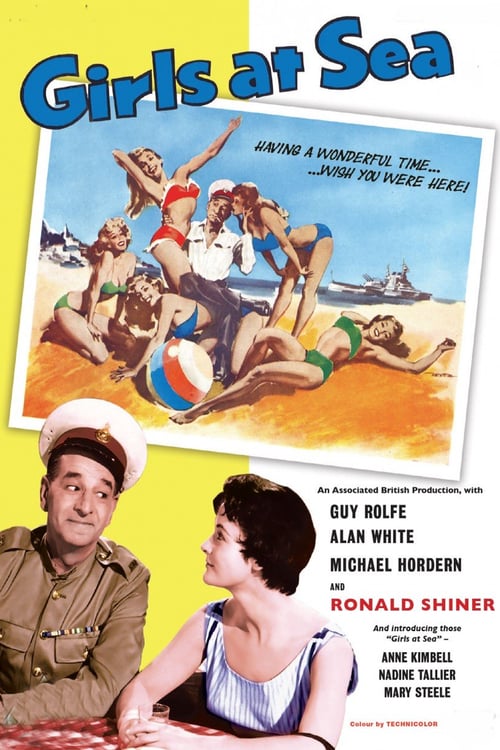 Girls at Sea
HAVING A WONDERFUL TIME...
...WISH YOU WERE HERE!
An Associated British Production, with
GUY ROLFE
ALAN WHITE
MICHAEL HORDERN
AND
RONALD SHINER
And introducing those
"Girls at Sea" –
ANNE KIMBELL
NADINE TALLIER
MARY STEELE
Colour by TECHNICOLOR